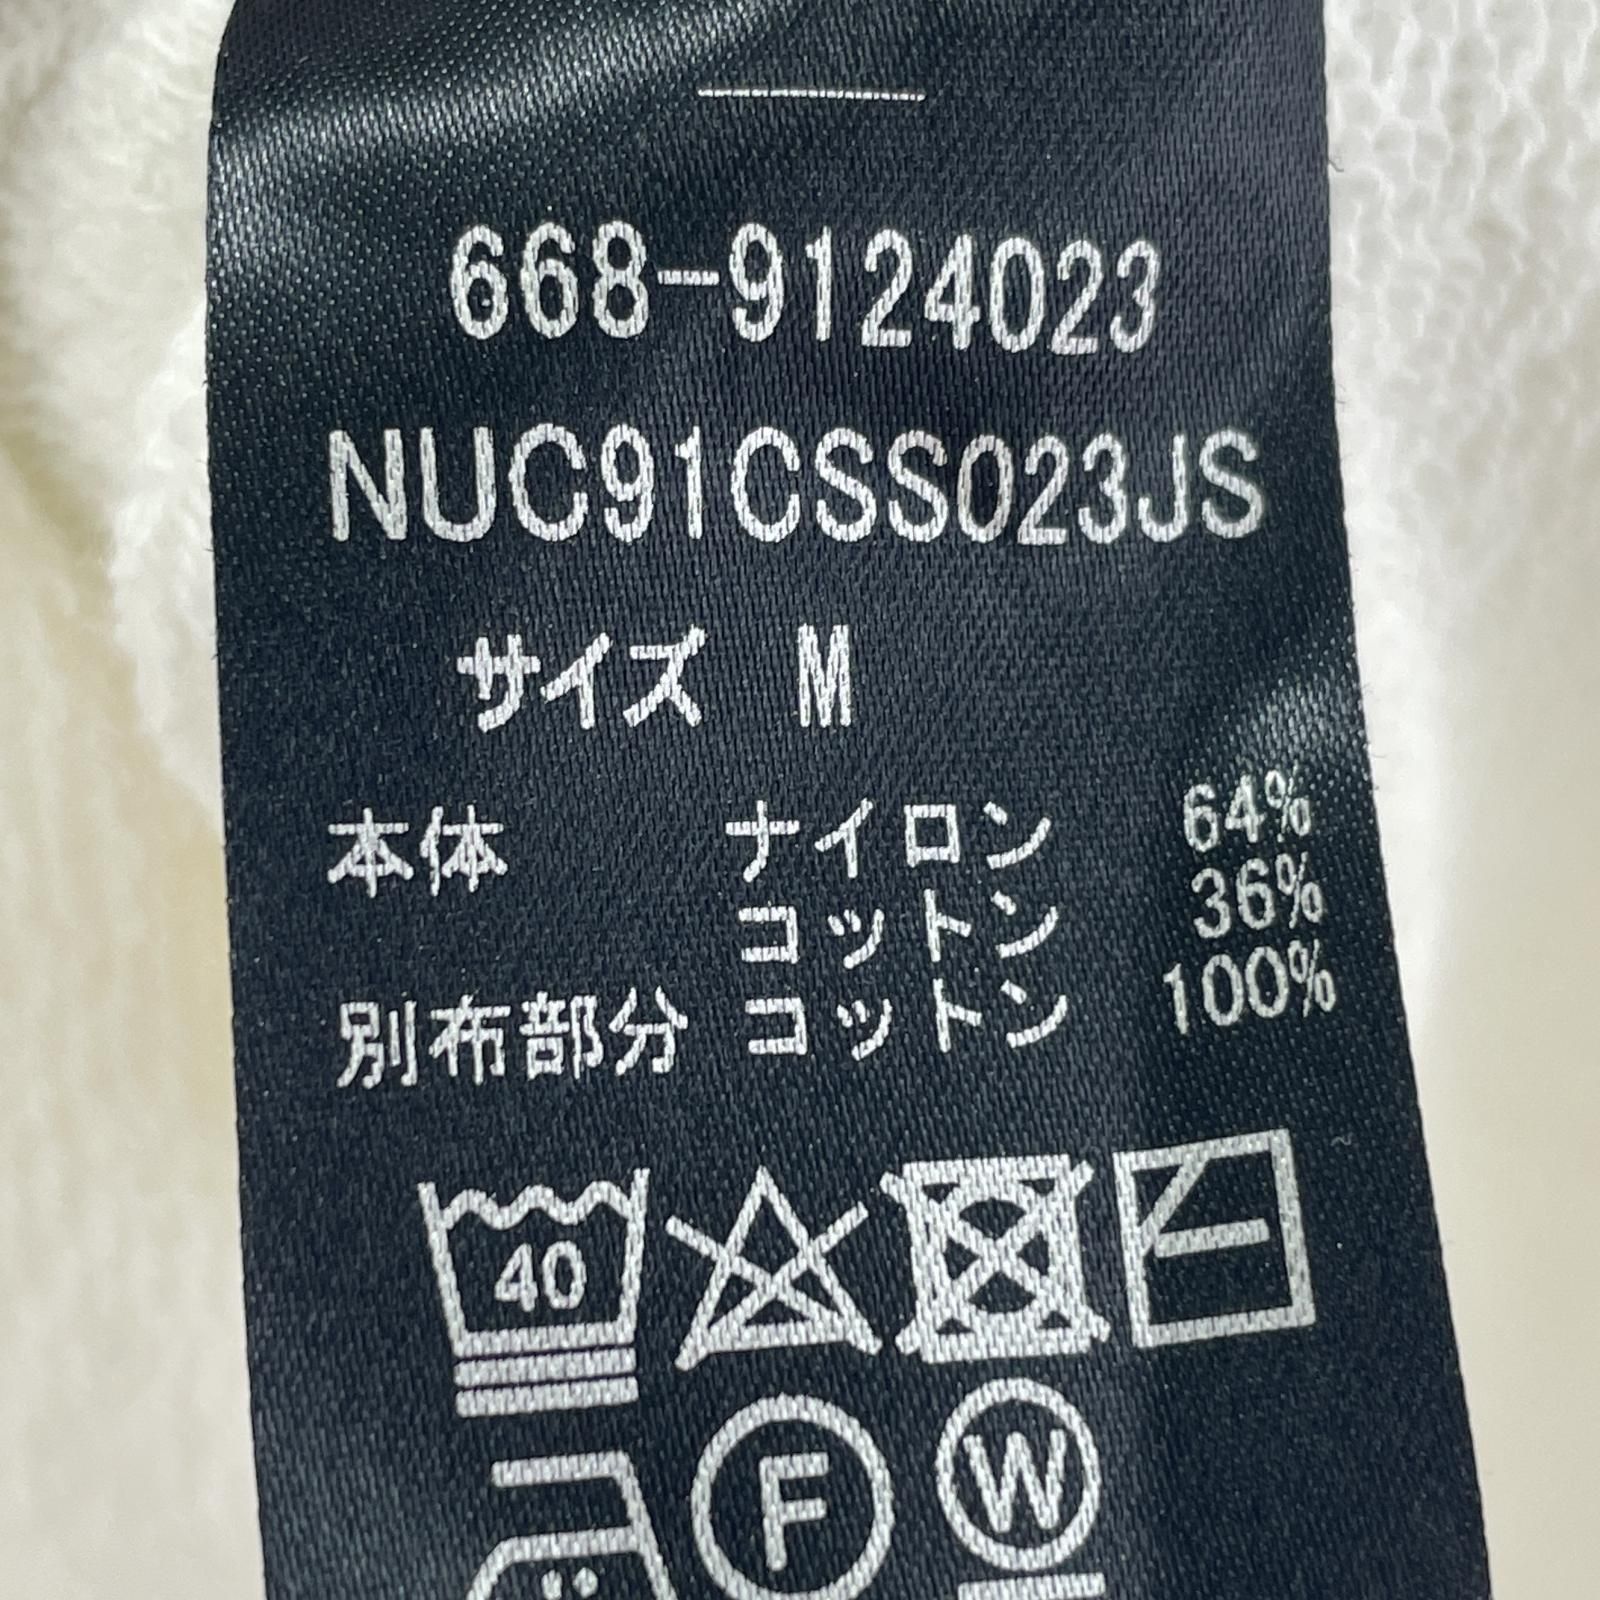 668-9124023
NUC91CSS023JS
サイズ M
本体 ナイロン 64%
コットン 36%
別布部分 コットン 100%
40
F
W